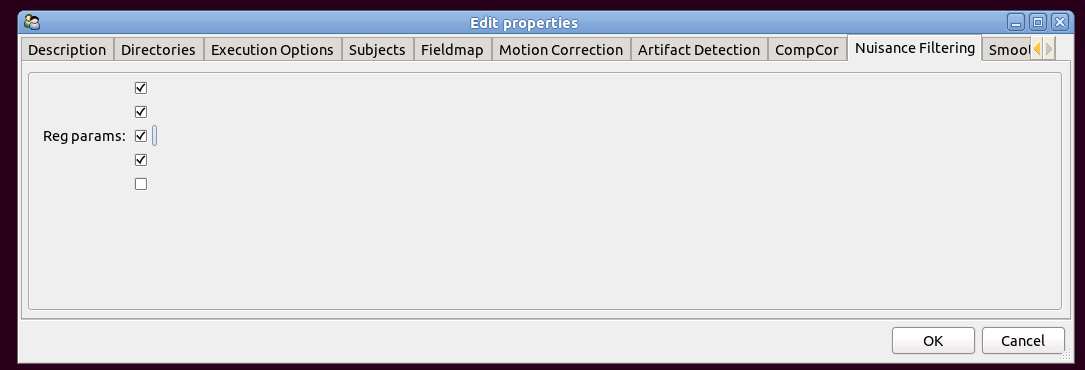 Edit properties
Description Directories Execution Options Subjects Fieldmap Motion Correction Artifact Detection CompCor Nuisance Filtering Smoot
Reg params:
OK Cancel